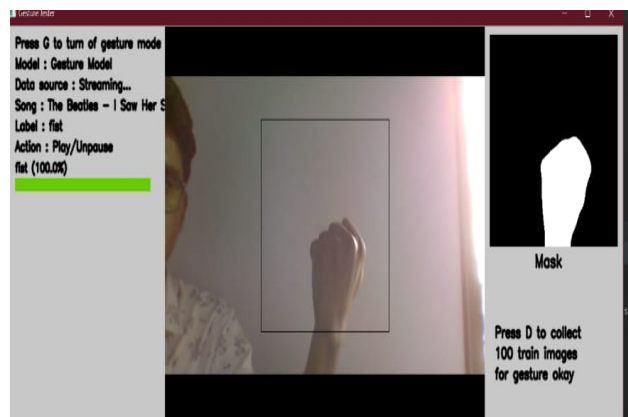 Gesture Tester
Press G to turn of gesture mode
Model : Gesture Model
Data source : Streaming...
Song : The Beatles - I Saw Her S
Label : fist
Action : Play/Unpause
fist (100.0%)
Mask
Press D to collect
100 train images
for gesture okay